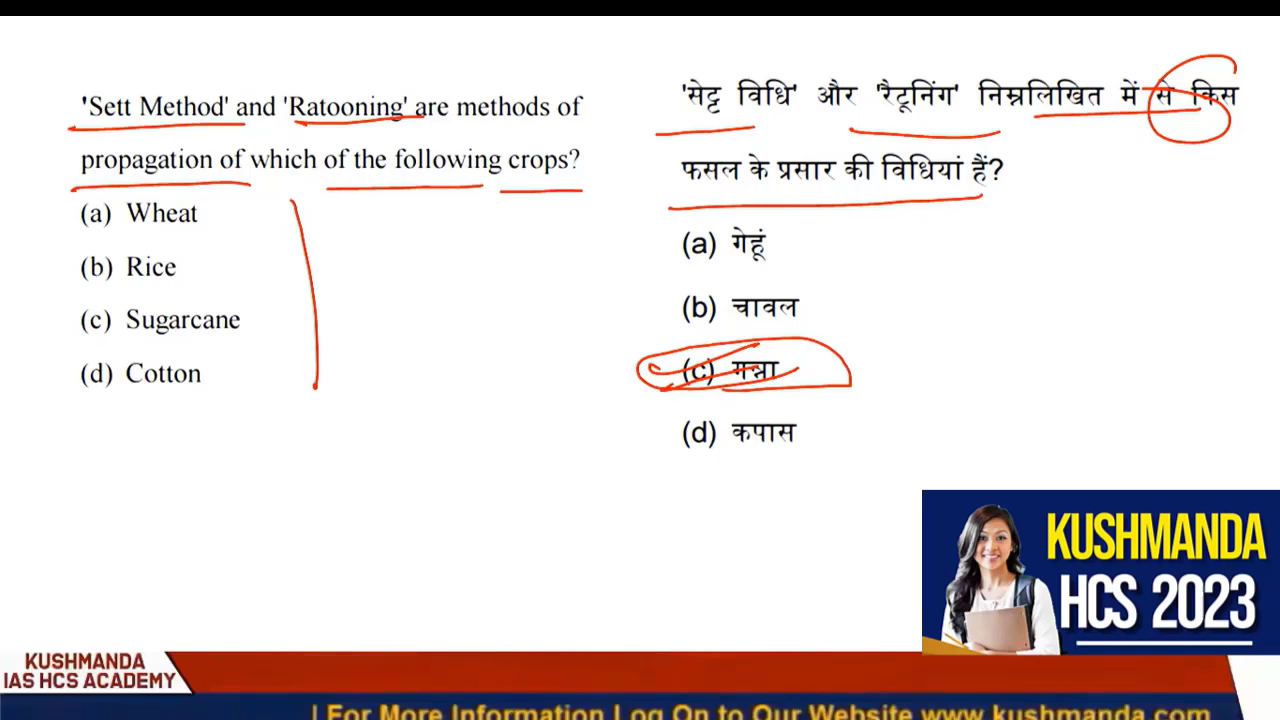 'Sett Method' and 'Ratooning' are methods of
propagation of which of the following crops?
(a) Wheat
(b) Rice
(c) Sugarcane
(d) Cotton
'सेट्ट विधि' और 'रैटूनिंग' निम्नलिखित में से किस
फसल के प्रसार की विधियां हैं?
(a) गेहूं
(b) चावल
(c) गन्ना
(d) कपास
KUSHMANDA
HCS 2023
KUSHMANDA
IAS HCS ACADEMY
| For More Information Log On to Our Website www.kushmanda.com